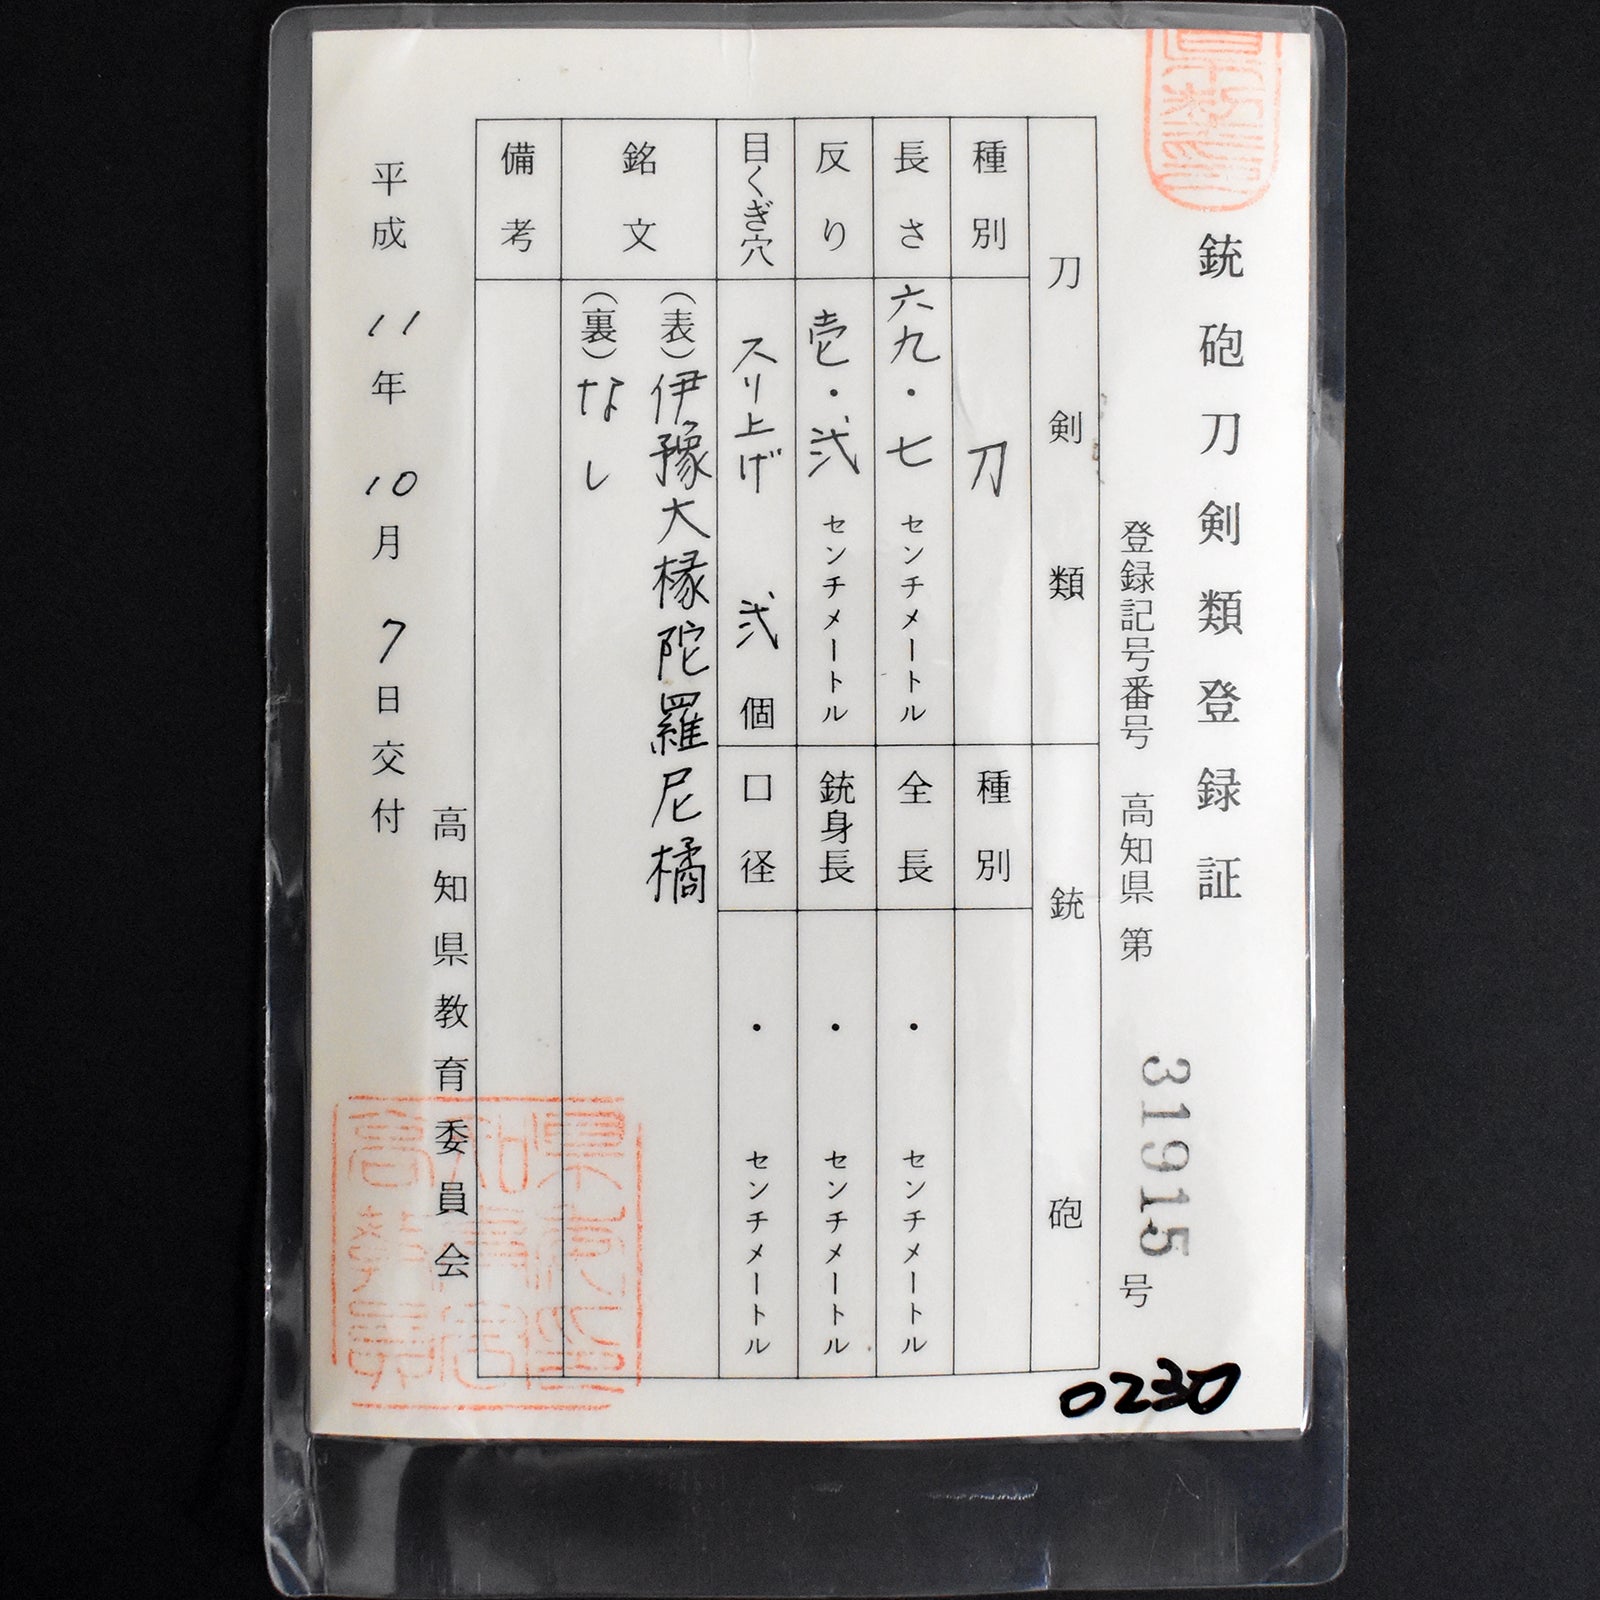 銃砲刀剣類登録証
登録記号番号 高知県 第 31915 号
刀剣類
種別 刀
長さ 六九・七 センチメートル
反り 壱・弐 センチメートル
目くぎ穴 スリ上げ 弐 個
銃砲
種別
全長 ・ センチメートル
銃身長 ・ センチメートル
口径 ・ センチメートル
銘文
(表)伊豫大椽陀羅尼橘
(裏)なし
備考
高知県教育委員会
平成 11 年 10 月 7 日交付
0230